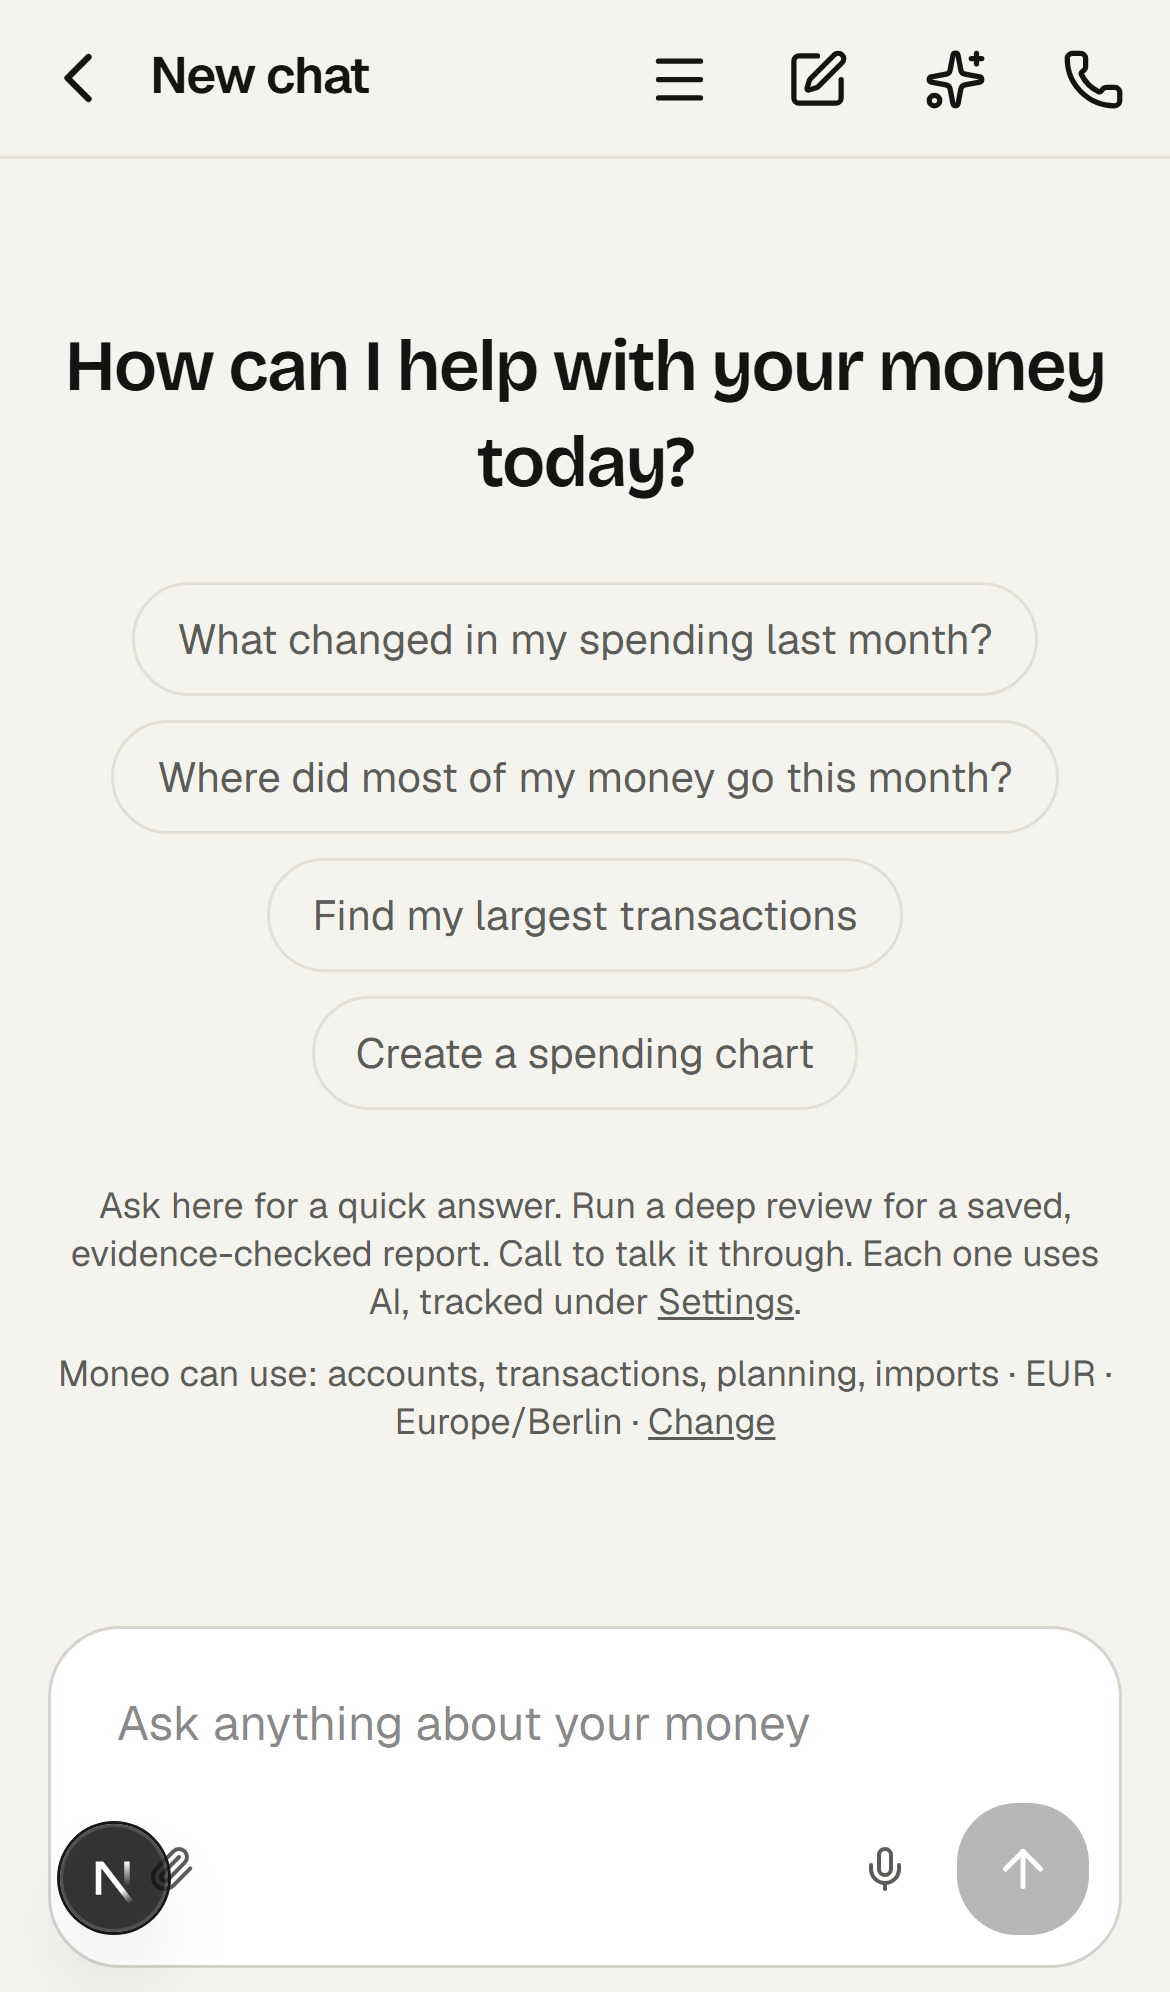 New chat
How can I help with your money
today?
What changed in my spending last month?
Where did most of my money go this month?
Find my largest transactions
Create a spending chart
Ask here for a quick answer. Run a deep review for a saved,
evidence-checked report. Call to talk it through. Each one uses
AI, tracked under Settings.
Moneo can use: accounts, transactions, planning, imports · EUR ·
Europe/Berlin · Change
Ask anything about your money
N